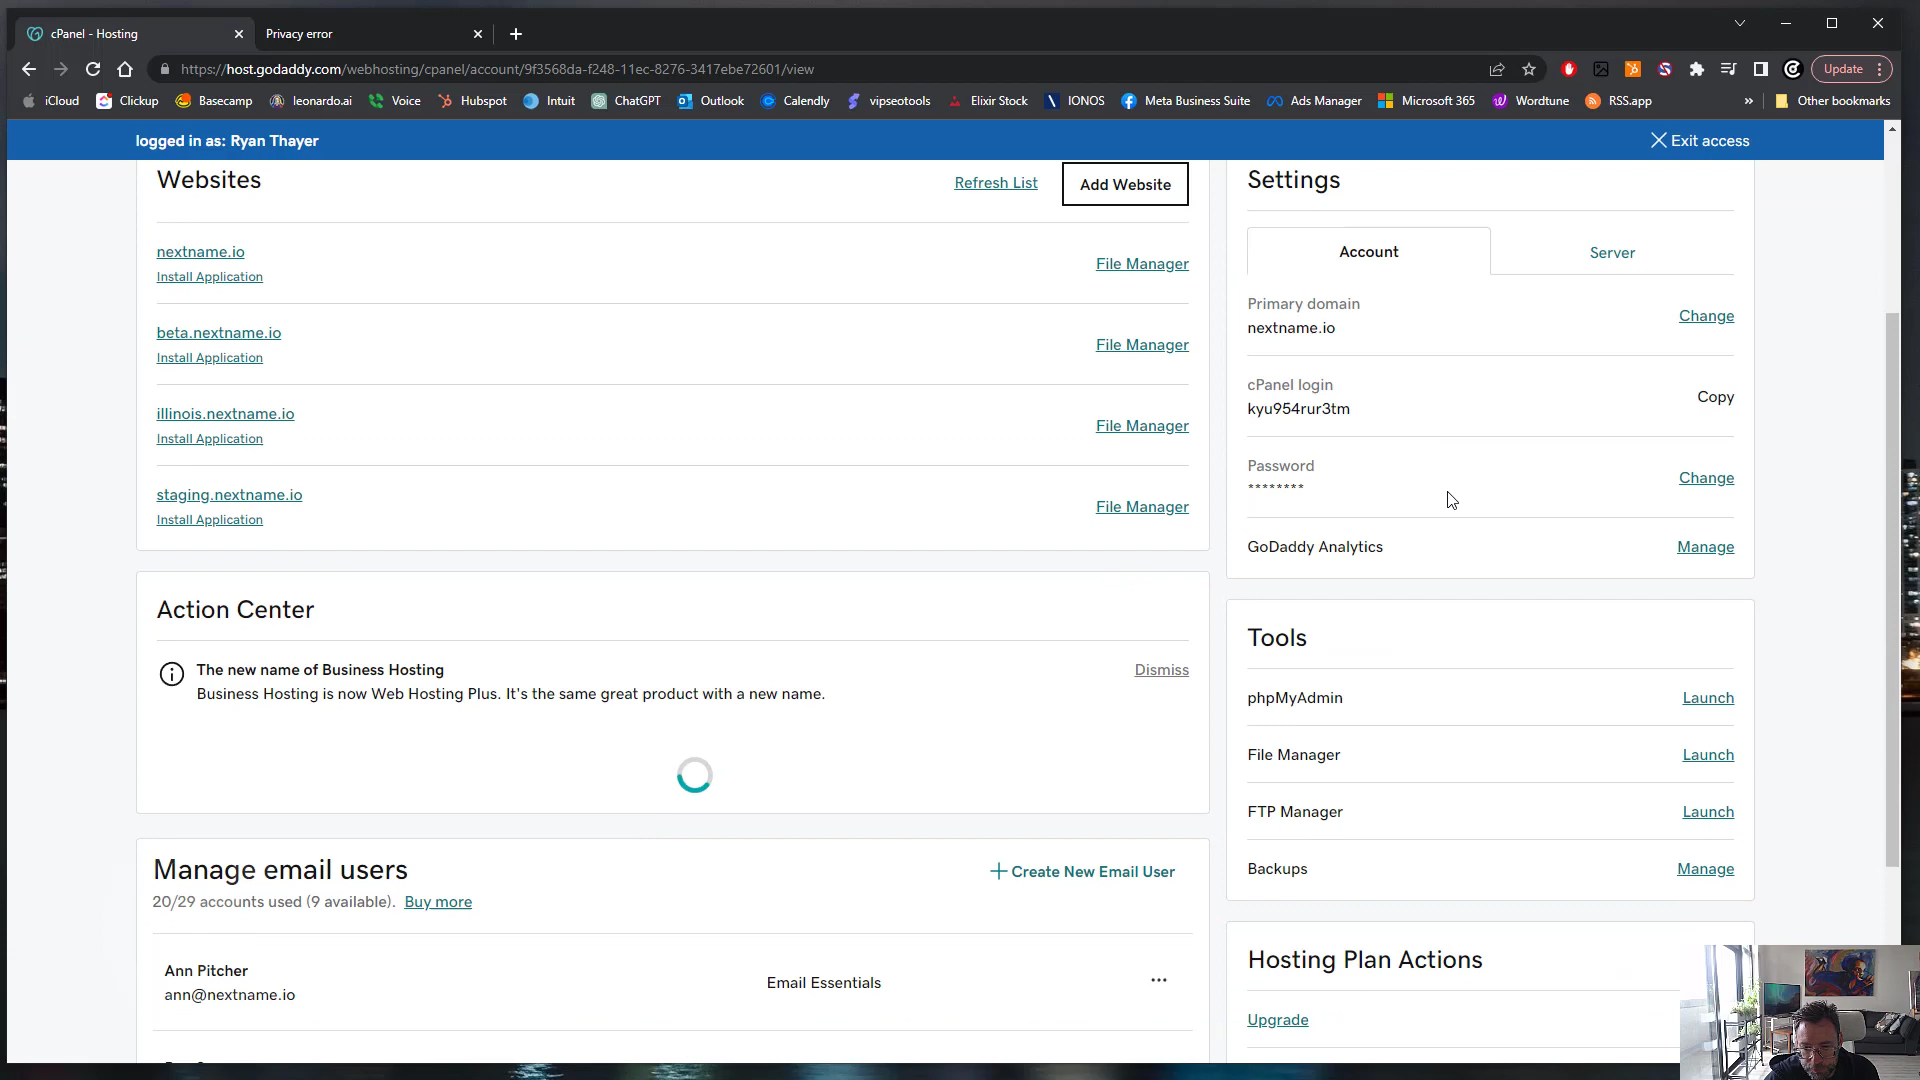 cPanel - Hosting
Privacy error
https://host.godaddy.com/webhosting/cpanel/account/9f3568da-f248-11ec-8276-3417ebe72601/view
Update
iCloud
Clickup
Basecamp
leonardo.ai
Voice
Hubspot
Intuit
ChatGPT
Outlook
Calendly
vipseotools
Elixir Stock
IONOS
Meta Business Suite
Ads Manager
Microsoft 365
Wordtune
RSS.app
»
Other bookmarks
logged in as: Ryan Thayer
Exit access
Websites
Refresh List
Add Website
nextname.io
Install Application
File Manager
beta.nextname.io
Install Application
File Manager
illinois.nextname.io
Install Application
File Manager
staging.nextname.io
Install Application
File Manager
Action Center
The new name of Business Hosting
Dismiss
Business Hosting is now Web Hosting Plus. It's the same great product with a new name.
Manage email users
+ Create New Email User
20/29 accounts used (9 available). Buy more
Ann Pitcher
ann@nextname.io
Email Essentials
...
Settings
Account
Server
Primary domain
nextname.io
Change
cPanel login
kyu954rur3tm
Copy
Password
********
Change
GoDaddy Analytics
Manage
Tools
phpMyAdmin
Launch
File Manager
Launch
FTP Manager
Launch
Backups
Manage
Hosting Plan Actions
Upgrade